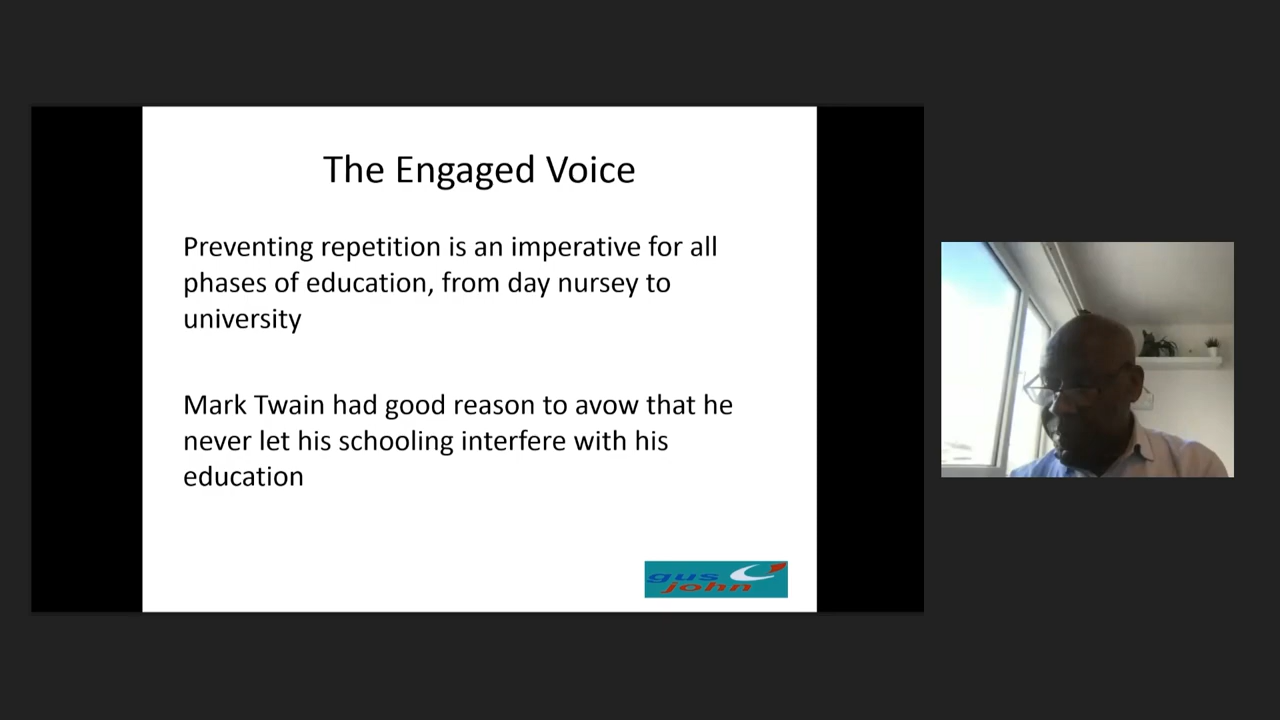 The Engaged Voice
Preventing repetition is an imperative for all
phases of education, from day nursey to
university
Mark Twain had good reason to avow that he
never let his schooling interfere with his
education
gus
john